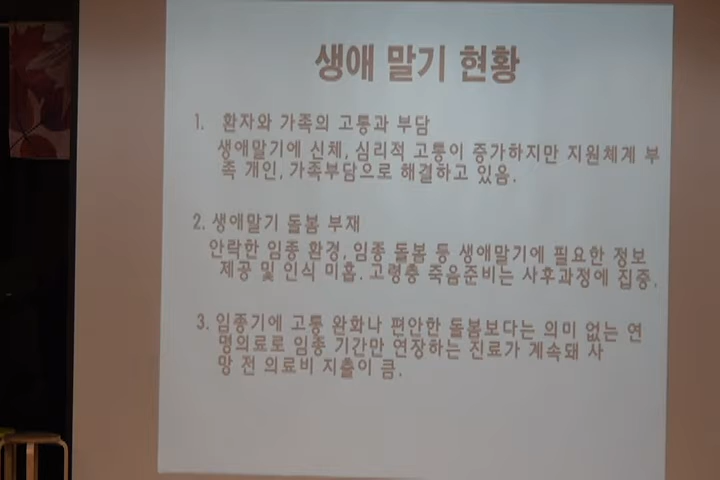 생애 말기 현황
1. 환자와 가족의 고통과 부담
생애말기에 신체, 심리적 고통이 증가하지만 지원체계 부
족 개인, 가족부담으로 해결하고 있음.
2. 생애말기 돌봄 부재
안락한 임종 환경, 임종 돌봄 등 생애말기에 필요한 정보
제공 및 인식 미흡. 고령층 죽음준비는 사후과정에 집중.
3. 임종기에 고통 완화나 편안한 돌봄보다는 의미 없는 연
명의료로 임종 기간만 연장하는 진료가 계속돼 사
망 전 의료비 지출이 큼.